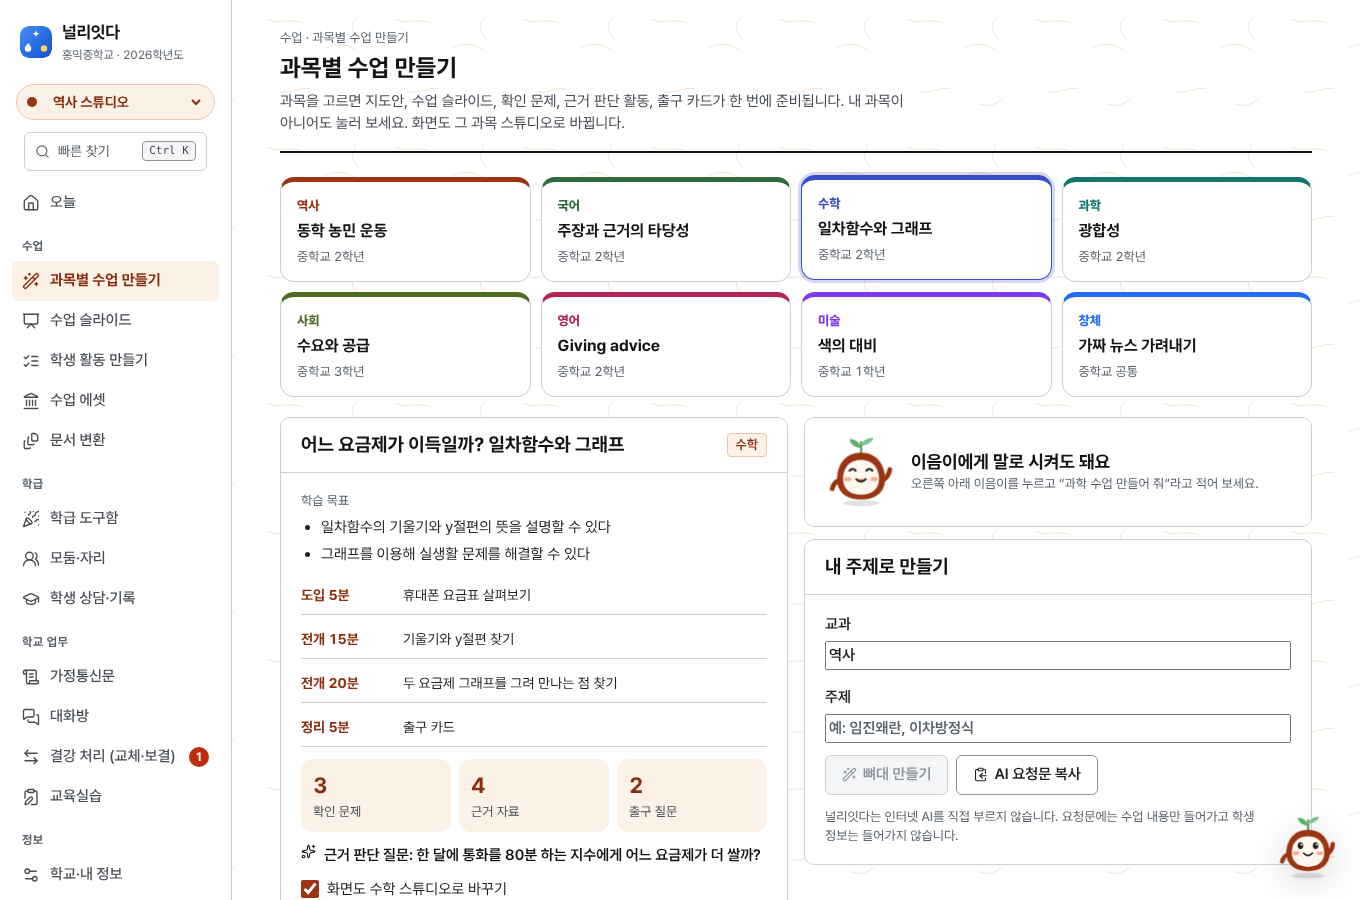 널리잇다
홍익중학교 · 2026학년도
역사 스튜디오
빠른 찾기
Ctrl K
오늘
수업
과목별 수업 만들기
수업 슬라이드
학생 활동 만들기
수업 에셋
문서 변환
학급
학급 도구함
모둠·자리
학생 상담·기록
학교 업무
가정통신문
대화방
결강 처리 (교체·보결)
1
교육실습
정보
학교·내 정보
수업 · 과목별 수업 만들기
과목별 수업 만들기
과목을 고르면 지도안, 수업 슬라이드, 확인 문제, 근거 판단 활동, 출구 카드가 한 번에 준비됩니다. 내 과목이
아니어도 눌러 보세요. 화면도 그 과목 스튜디오로 바뀝니다.
역사
동학 농민 운동
중학교 2학년
국어
주장과 근거의 타당성
중학교 2학년
수학
일차함수와 그래프
중학교 2학년
과학
광합성
중학교 2학년
사회
수요와 공급
중학교 3학년
영어
Giving advice
중학교 2학년
미술
색의 대비
중학교 1학년
창체
가짜 뉴스 가려내기
중학교 공통
어느 요금제가 이득일까? 일차함수와 그래프
수학
학습 목표
일차함수의 기울기와 y절편의 뜻을 설명할 수 있다
그래프를 이용해 실생활 문제를 해결할 수 있다
도입 5분
휴대폰 요금표 살펴보기
전개 15분
기울기와 y절편 찾기
전개 20분
두 요금제 그래프를 그려 만나는 점 찾기
정리 5분
출구 카드
3
확인 문제
4
근거 자료
2
출구 질문
근거 판단 질문: 한 달에 통화를 80분 하는 지수에게 어느 요금제가 더 쌀까?
화면도 수학 스튜디오로 바꾸기
이음이에게 말로 시켜도 돼요
오른쪽 아래 이음이를 누르고 “과학 수업 만들어 줘”라고 적어 보세요.
내 주제로 만들기
교과
역사
주제
예: 임진왜란, 이차방정식
뼈대 만들기
AI 요청문 복사
널리잇다는 인터넷 AI를 직접 부르지 않습니다. 요청문에는 수업 내용만 들어가고 학생
정보는 들어가지 않습니다.